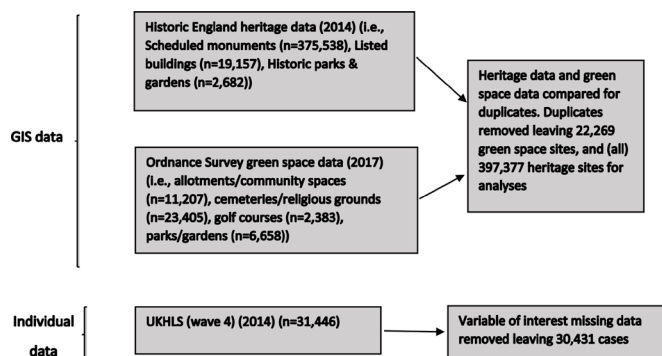 Historic England heritage data (2014) (i.e.,
Scheduled monuments (n=375,538), Listed
buildings (n=19,157), Historic parks &
gardens (n=2,682))
Heritage data and green
space data compared for
duplicates. Duplicates
removed leaving 22,269
green space sites, and (all)
397,377 heritage sites for
analyses
GIS data
Ordnance Survey green space data (2017)
(i.e., allotments/community spaces
(n=11,207), cemeteries/religious grounds
(n=23,405), golf courses (n=2,383),
parks/gardens (n=6,658))
Individual
data
UKHLS (wave 4) (2014) (n=31,446)
Variable of interest missing data
removed leaving 30,431 cases